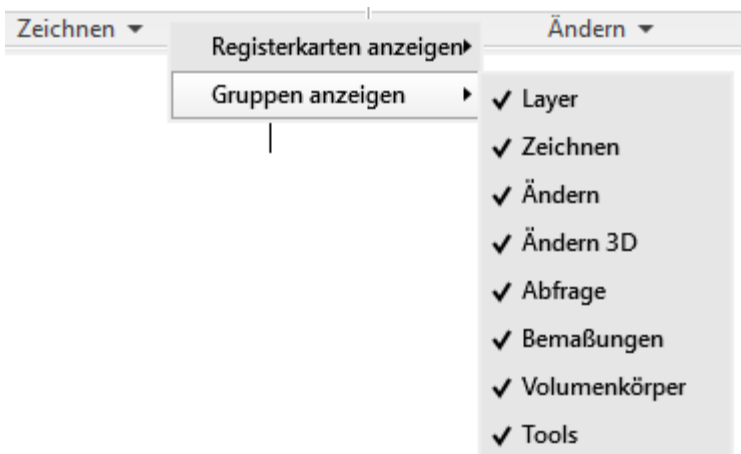 Zeichnen
Ändern
Registerkarten anzeigen
Gruppen anzeigen
Layer
Zeichnen
Ändern
Ändern 3D
Abfrage
Bemaßungen
Volumenkörper
Tools